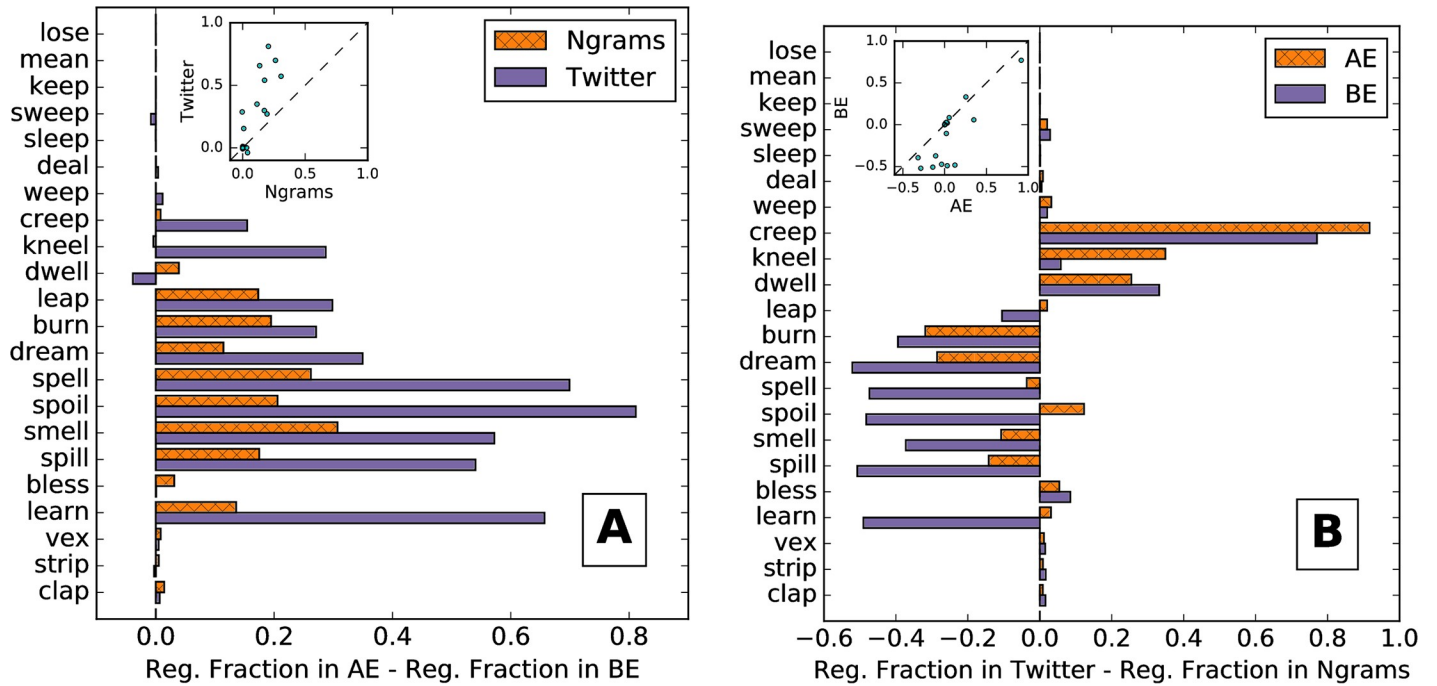 lose
mean
keep
sweep
sleep
deal
weep
creep
kneel
dwell
leap
burn
dream
spell
spoil
smell
spill
bless
learn
vex
strip
clap
1.0
0.5
0.0
Twitter
0.0 0.5 1.0
Ngrams
Ngrams
Twitter
A
0.0 0.2 0.4 0.6 0.8
Reg. Fraction in AE - Reg. Fraction in BE
lose
mean
keep
sweep
sleep
deal
weep
creep
kneel
dwell
leap
burn
dream
spell
spoil
smell
spill
bless
learn
vex
strip
clap
1.0
0.5
0.0
−0.5
BE
−0.5 0.0 0.5 1.0
AE
AE
BE
B
−0.6 −0.4 −0.2 0.0 0.2 0.4 0.6 0.8 1.0
Reg. Fraction in Twitter - Reg. Fraction in Ngrams